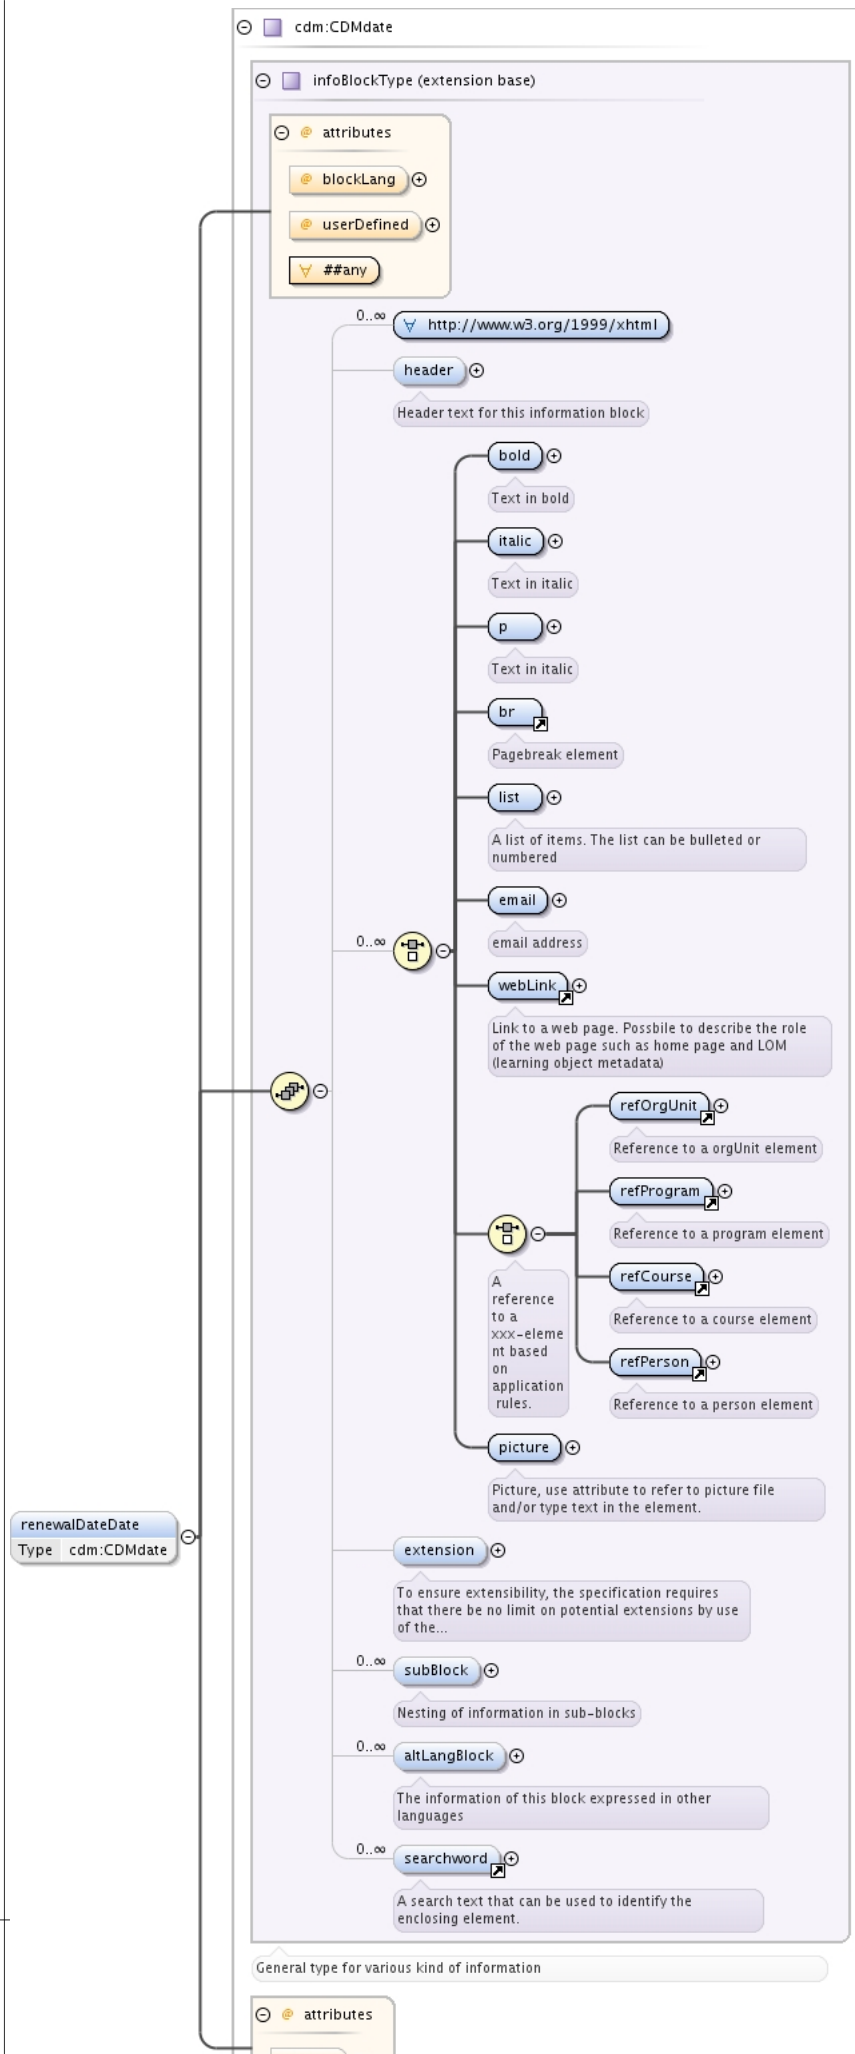 cdm:CDMdate
infoBlockType (extension base)
@ attributes
@ blockLang
@ userDefined
∀ ##any
0..∞
∀ http://www.w3.org/1999/xhtml
header
Header text for this information block
bold
Text in bold
italic
Text in italic
p
Text in italic
br
Pagebreak element
list
A list of items. The list can be bulleted or
numbered
email
email address
0..∞
webLink
Link to a web page. Possbile to describe the role
of the web page such as home page and LOM
(learning object metadata)
refOrgUnit
Reference to a orgUnit element
refProgram
Reference to a program element
A
reference
to a
xxx-eleme
nt based
on
application
rules.
refCourse
Reference to a course element
refPerson
Reference to a person element
picture
Picture, use attribute to refer to picture file
and/or type text in the element.
renewalDateDate
Type cdm:CDMdate
extension
To ensure extensibility, the specification requires
that there be no limit on potential extensions by use
of the...
0..∞
subBlock
Nesting of information in sub-blocks
0..∞
altLangBlock
The information of this block expressed in other
languages
0..∞
searchword
A search text that can be used to identify the
enclosing element.
General type for various kind of information
@ attributes